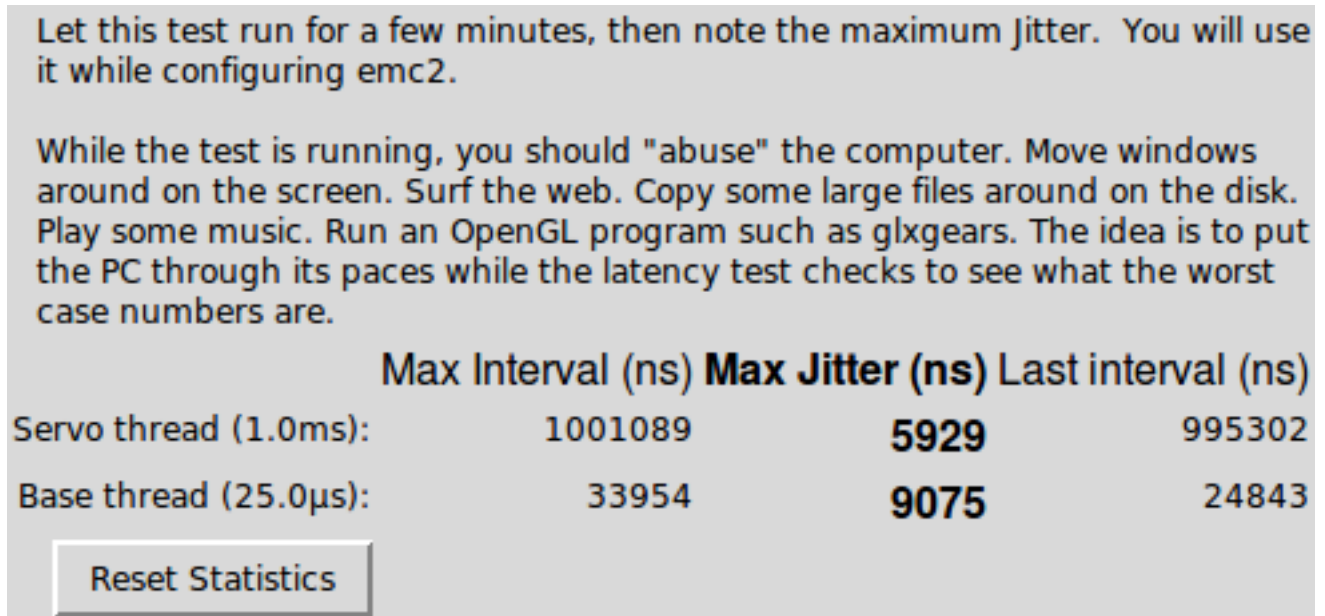 Let this test run for a few minutes, then note the maximum Jitter.  You will use
it while configuring emc2.
While the test is running, you should "abuse" the computer. Move windows
around on the screen. Surf the web. Copy some large files around on the disk.
Play some music. Run an OpenGL program such as glxgears. The idea is to put
the PC through its paces while the latency test checks to see what the worst
case numbers are.
Max Interval (ns) Max Jitter (ns) Last interval (ns)
Servo thread (1.0ms): 1001089 5929 995302
Base thread (25.0µs): 33954 9075 24843
Reset Statistics